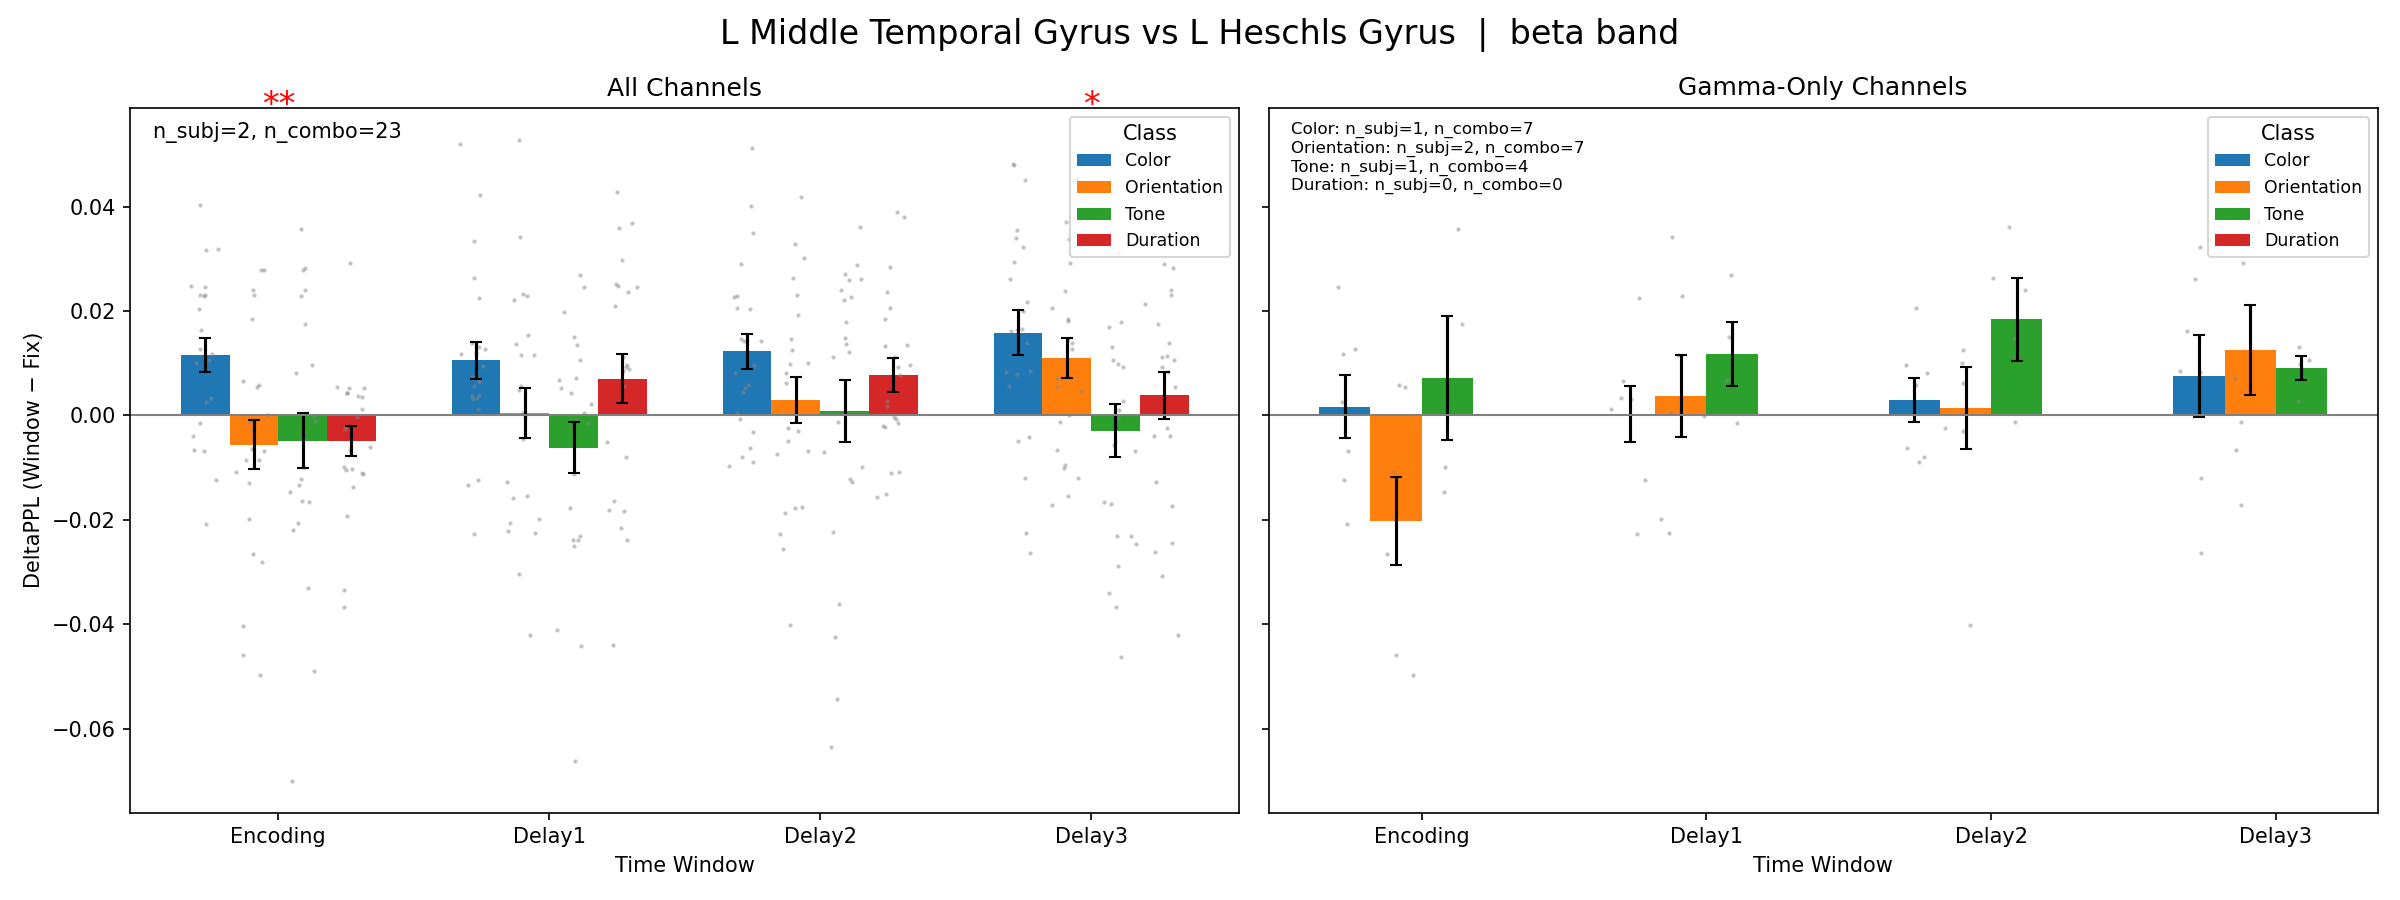 L Middle Temporal Gyrus vs L Heschls Gyrus | beta band
All Channels
** *
n_subj=2, n_combo=23
Class
Color
Orientation
Tone
Duration
DeltaPPL (Window − Fix)
0.04
0.02
0.00
−0.02
−0.04
−0.06
Encoding Delay1 Delay2 Delay3
Time Window
Gamma-Only Channels
Color: n_subj=1, n_combo=7
Orientation: n_subj=2, n_combo=7
Tone: n_subj=1, n_combo=4
Duration: n_subj=0, n_combo=0
Class
Color
Orientation
Tone
Duration
Encoding Delay1 Delay2 Delay3
Time Window